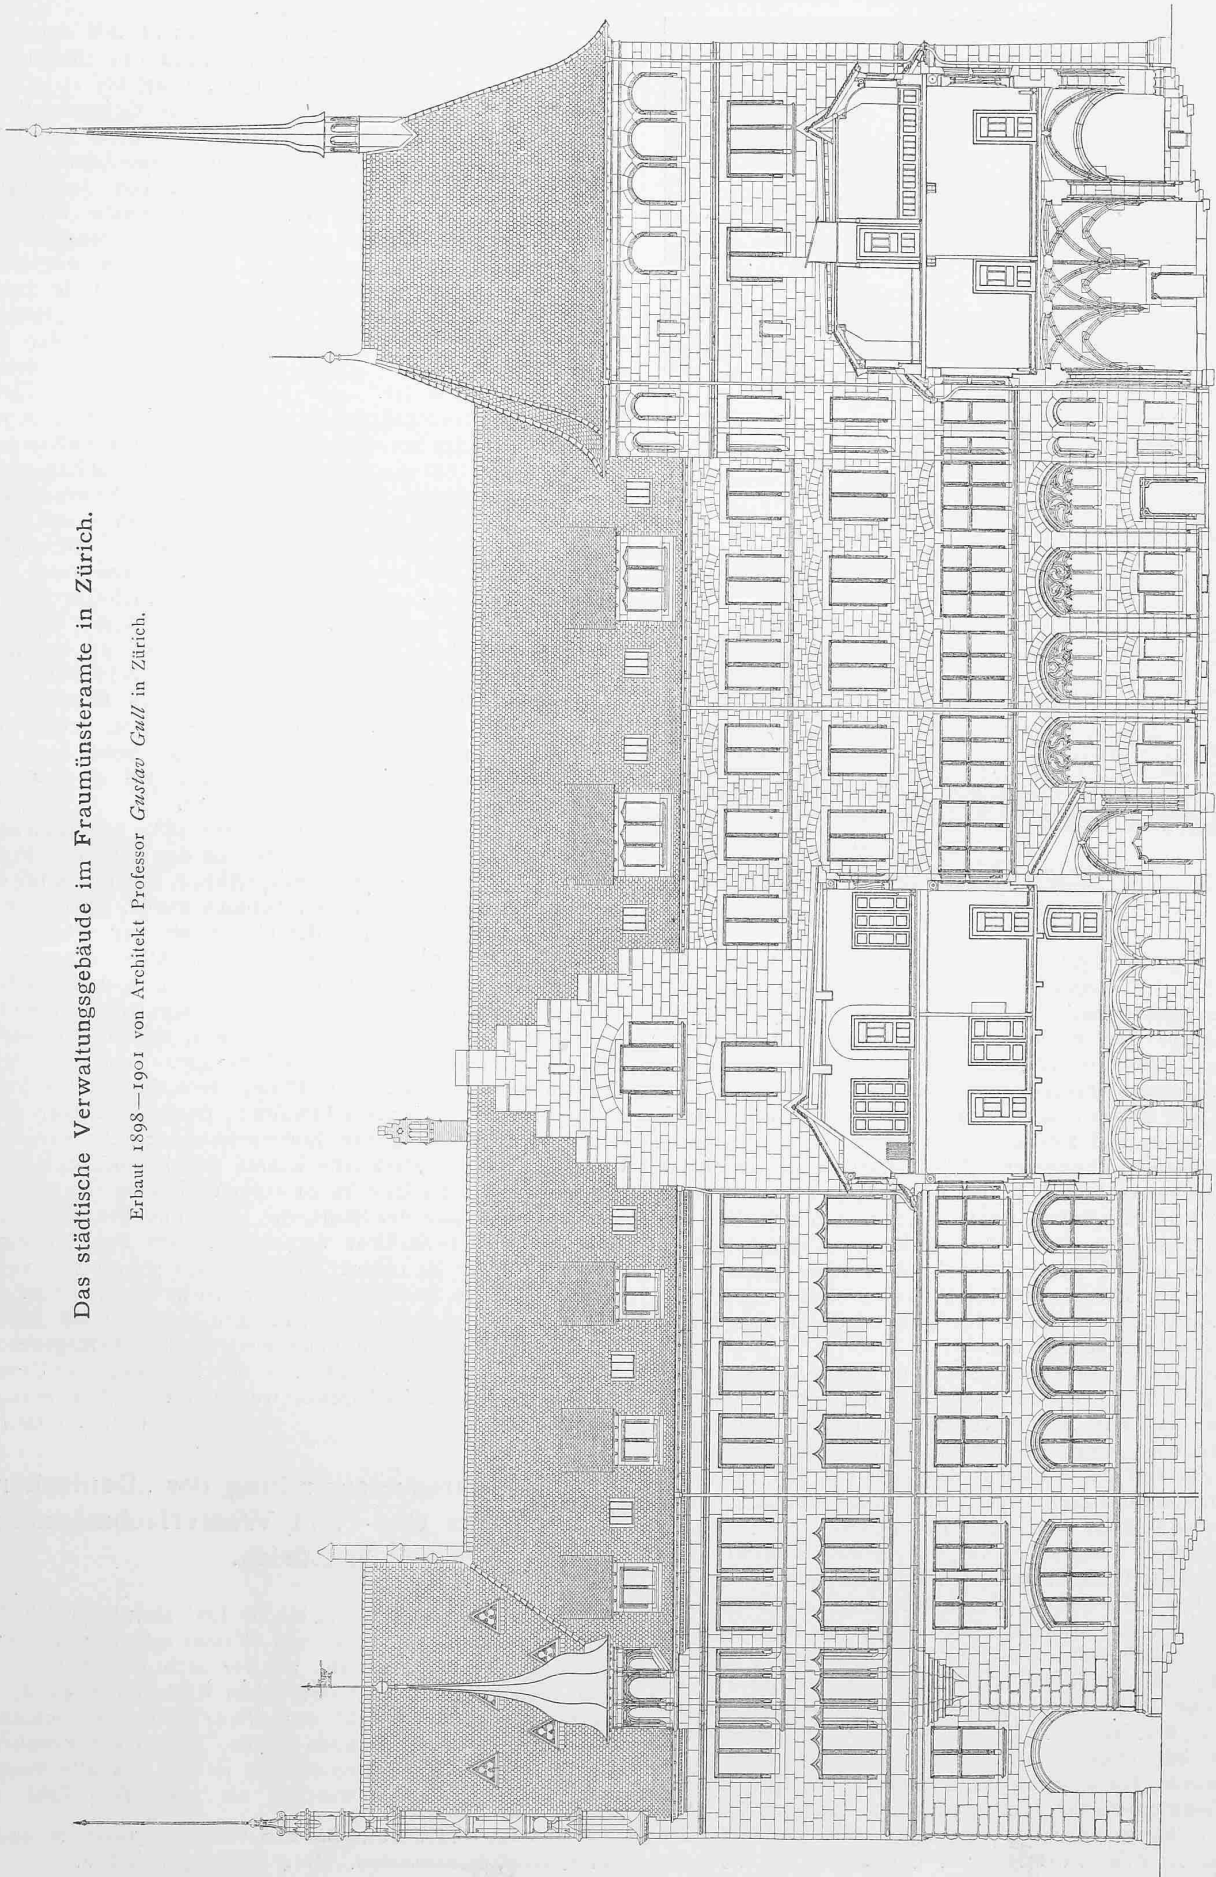 Das städtische Verwaltungsgebäude im Fraumünsteramte in Zürich.
Erbaut 1898—1901 von Architekt Professor Gustav Gull in Zürich.